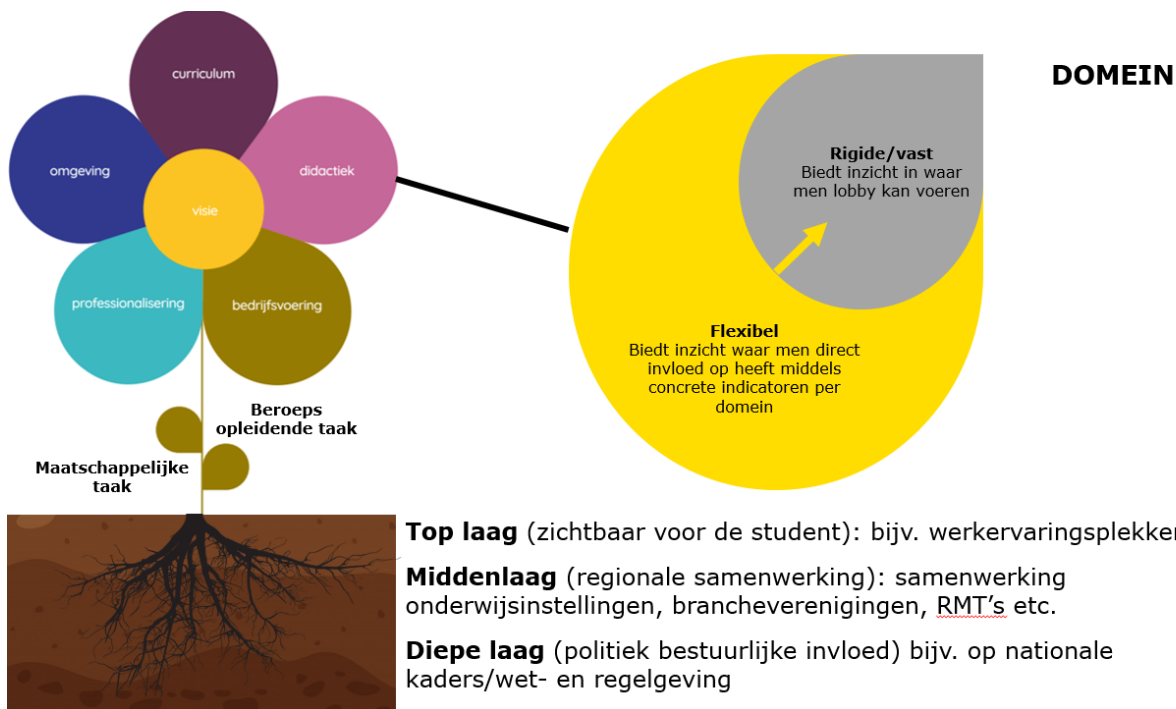 curriculum
omgeving
didactiek
visie
professionalisering
bedrijfsvoering
Beroeps
opleidende taak
Maatschappelijke
taak
DOMEIN
Rigide/vast
Biedt inzicht in waar
men lobby kan voeren
Flexibel
Biedt inzicht waar men direct
invloed op heeft middels
concrete indicatoren per
domein
Top laag (zichtbaar voor de student): bijv. werkervaringsplekken
Middenlaag (regionale samenwerking): samenwerking
onderwijsinstellingen, brancheverenigingen, RMT's etc.
Diepe laag (politiek bestuurlijke invloed) bijv. op nationale
kaders/wet- en regelgeving